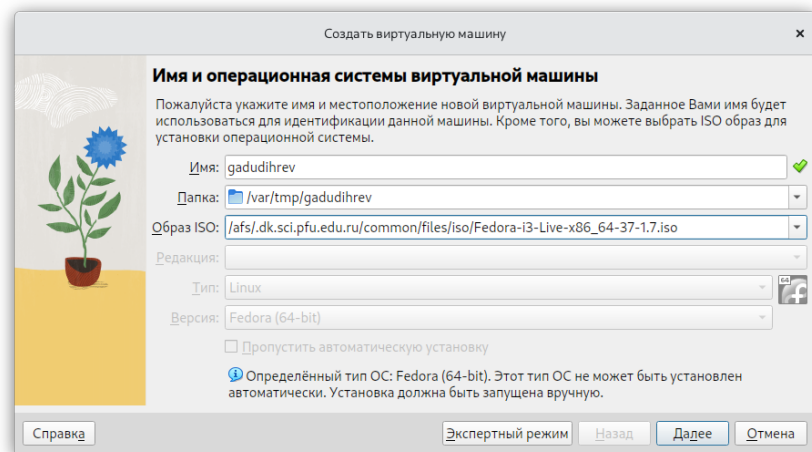 Создать виртуальную машину
Имя и операционная системы виртуальной машины
Пожалуйста укажите имя и местоположение новой виртуальной машины. Заданное Вами имя будет
использоваться для идентификации данной машины. Кроме того, вы можете выбрать ISO образ для
установки операционной системы.
Имя: gadudihrev
Папка: /var/tmp/gadudihrev
Образ ISO: /afs/.dk.sci.pfu.edu.ru/common/files/iso/Fedora-i3-Live-x86_64-37-1.7.iso
Редакция:
Тип: Linux
64
Версия: Fedora (64-bit)
Пропустить автоматическую установку
Определённый тип ОС: Fedora (64-bit). Этот тип ОС не может быть установлен
автоматически. Установка должна быть запущена вручную.
Справка Экспертный режим Назад Далее Отмена